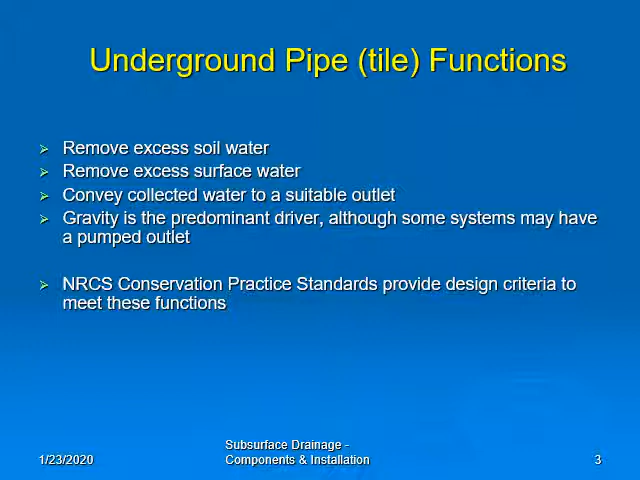 Underground Pipe (tile) Functions
Remove excess soil water
Remove excess surface water
Convey collected water to a suitable outlet
Gravity is the predominant driver, although some systems may have
a pumped outlet
NRCS Conservation Practice Standards provide design criteria to
meet these functions
1/23/2020
Subsurface Drainage -
Components & Installation
3